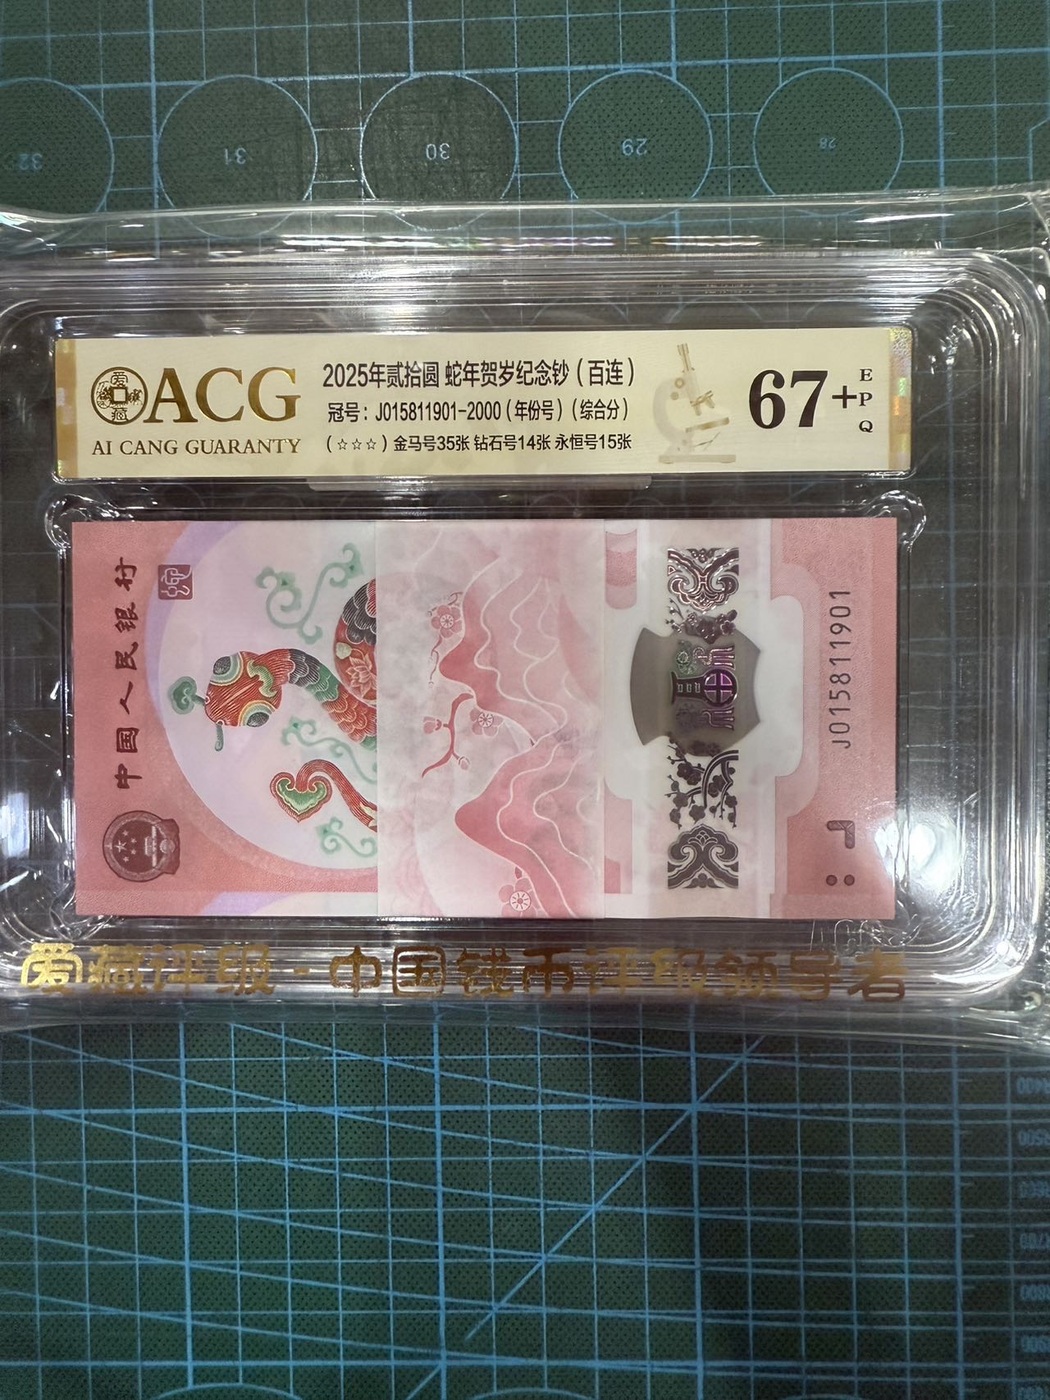 32
31
30
29
28
爱
藏
ACG
AI CANG GUARANTY
2025年贰拾圆 蛇年贺岁纪念钞（百连）
冠号：J015811901-2000（年份号）（综合分）
（☆☆☆）金马号35张 钻石号14张 永恒号15张
67+
E
P
Q
中國人民銀行
J015811901
爱藏评级-中国钱币评级领导者